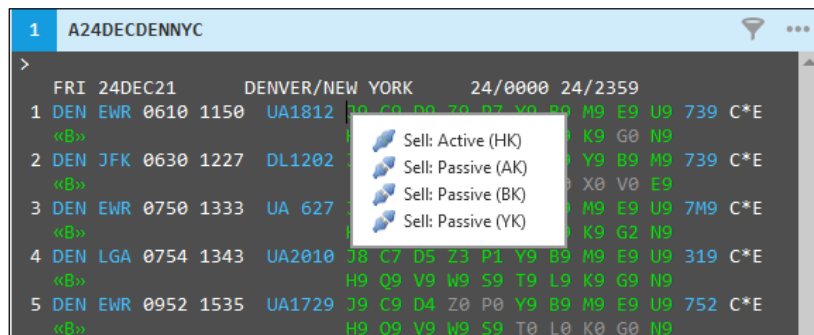 1 A24DECDENNYC
>
FRI 24DEC21 DENVER/NEW YORK 24/0000 24/2359
1 DEN EWR 0610 1150 UA1812 J9 C9 D9 Z9 P7 Y9 B9 M9 E9 U9 739 C*E
«B» K9 G0 N9
2 DEN JFK 0630 1227 DL1202 Y9 B9 M9 739 C*E
«B» X0 V0 E9
3 DEN EWR 0750 1333 UA 627 M9 E9 U9 7M9 C*E
«B» K9 G2 N9
4 DEN LGA 0754 1343 UA2010 J8 C7 D5 Z3 P1 Y9 B9 M9 E9 U9 319 C*E
«B» H9 Q9 V9 W9 S9 T9 L9 K9 G9 N9
5 DEN EWR 0952 1535 UA1729 J9 C9 D4 Z0 P0 Y9 B9 M9 E9 U9 752 C*E
«B» H9 Q9 V9 W9 S9 T0 L0 K0 G0 N9
Sell: Active (HK)
Sell: Passive (AK)
Sell: Passive (BK)
Sell: Passive (YK)